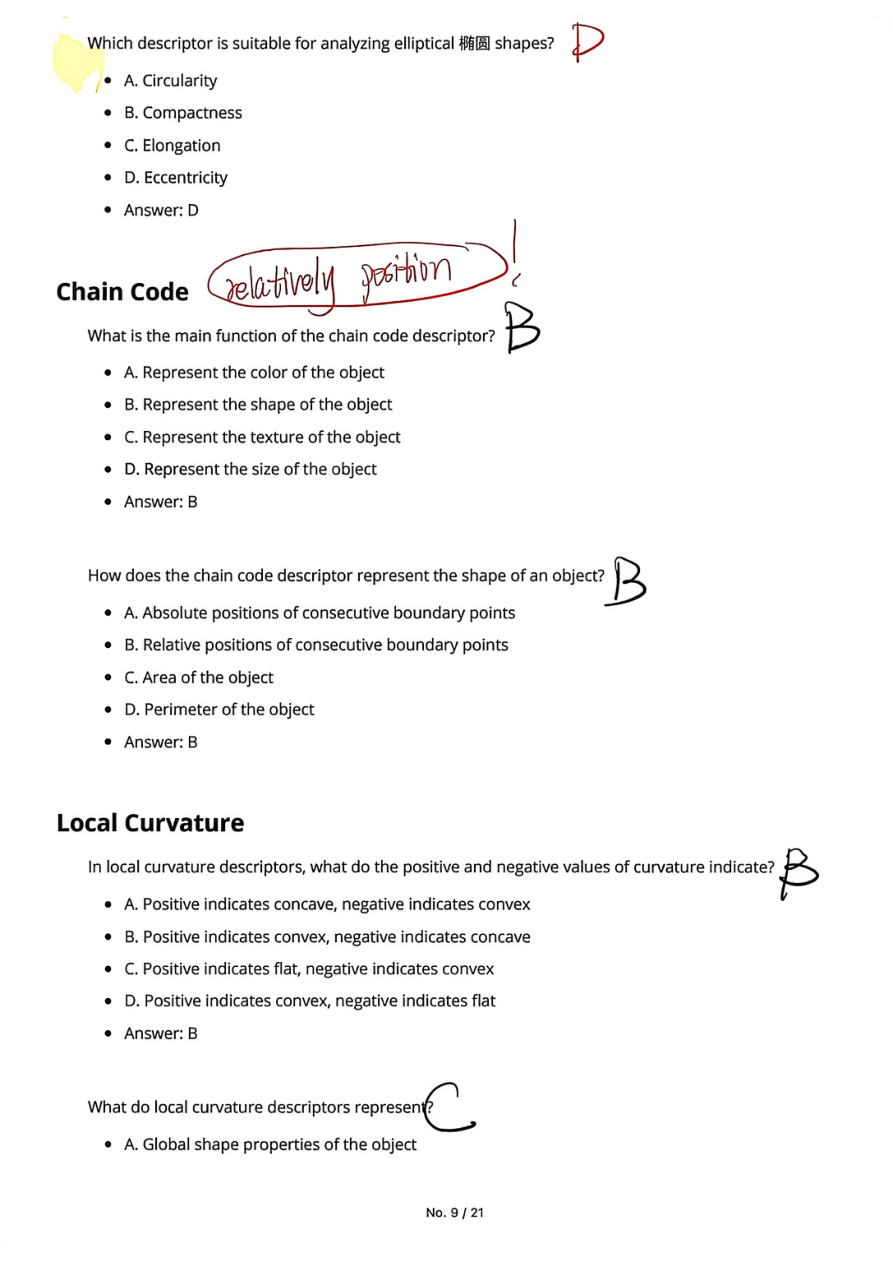 Which descriptor is suitable for analyzing elliptical 椭圆 shapes? D
• A. Circularity
• B. Compactness
• C. Elongation
• D. Eccentricity
• Answer: D
relatively position !
Chain Code
What is the main function of the chain code descriptor? B
• A. Represent the color of the object
• B. Represent the shape of the object
• C. Represent the texture of the object
• D. Represent the size of the object
• Answer: B
How does the chain code descriptor represent the shape of an object? B
• A. Absolute positions of consecutive boundary points
• B. Relative positions of consecutive boundary points
• C. Area of the object
• D. Perimeter of the object
• Answer: B
Local Curvature
In local curvature descriptors, what do the positive and negative values of curvature indicate? B
• A. Positive indicates concave, negative indicates convex
• B. Positive indicates convex, negative indicates concave
• C. Positive indicates flat, negative indicates convex
• D. Positive indicates convex, negative indicates flat
• Answer: B
What do local curvature descriptors represent? C
• A. Global shape properties of the object
No. 9 / 21